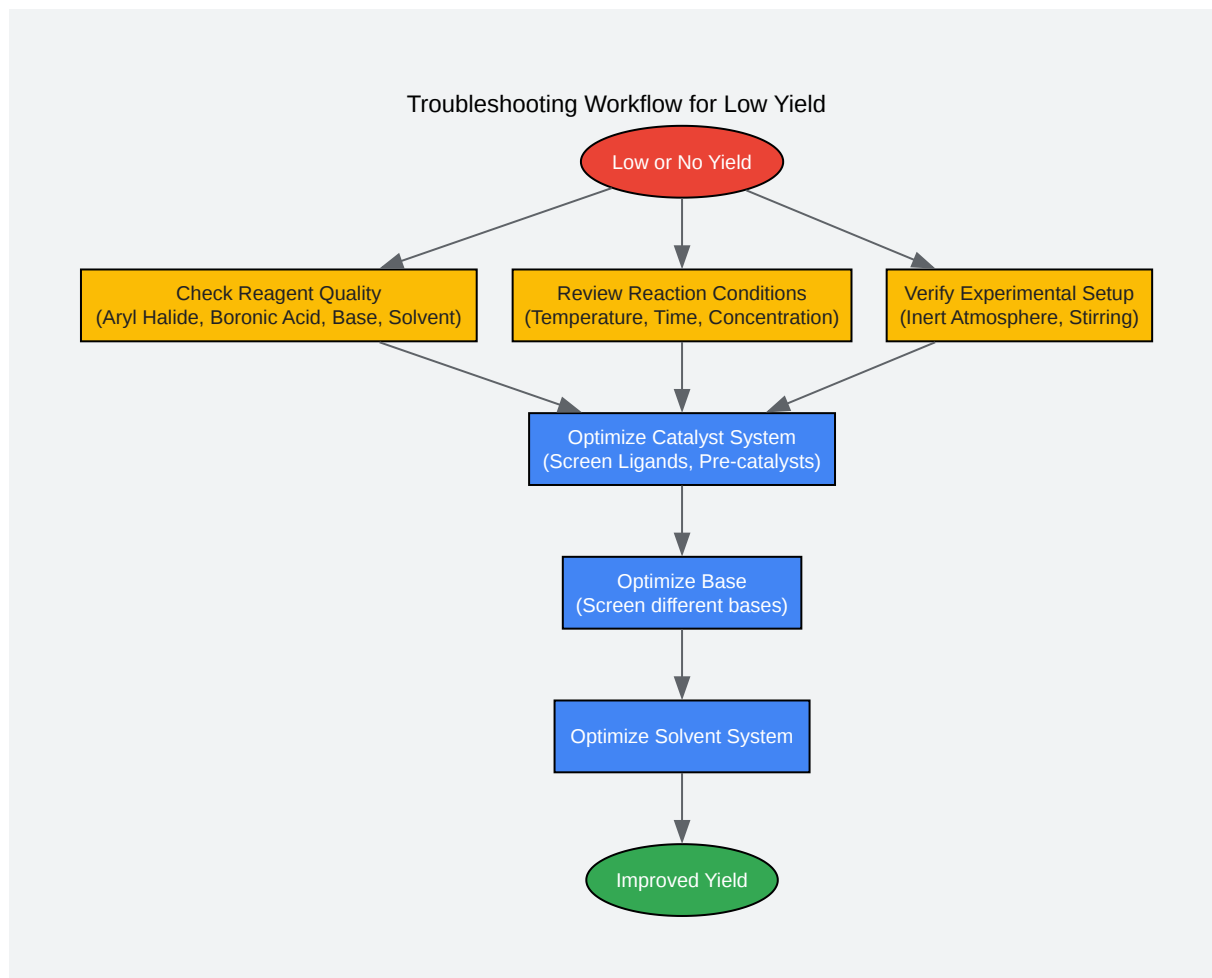 Troubleshooting Workflow for Low Yield
Low or No Yield
Check Reagent Quality
(Aryl Halide, Boronic Acid, Base, Solvent)
Review Reaction Conditions
(Temperature, Time, Concentration)
Verify Experimental Setup
(Inert Atmosphere, Stirring)
Optimize Catalyst System
(Screen Ligands, Pre-catalysts)
Optimize Base
(Screen different bases)
Optimize Solvent System
Improved Yield